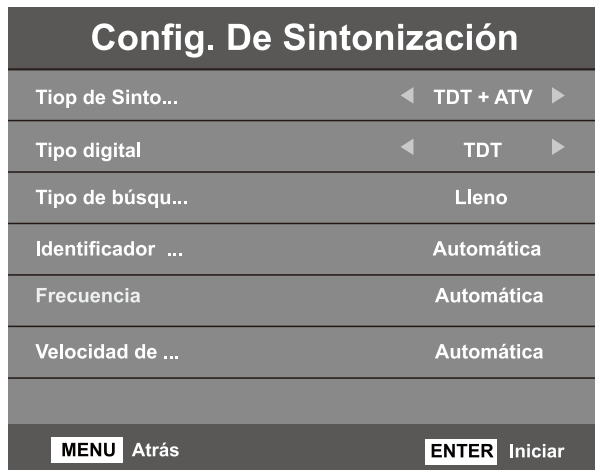 Config. De Sintonización
Tiop de Sinto... TDT + ATV
Tipo digital TDT
Tipo de búsqu... Lleno
Identificador ... Automática
Frecuencia Automática
Velocidad de ... Automática
MENU Atrás ENTER Iniciar